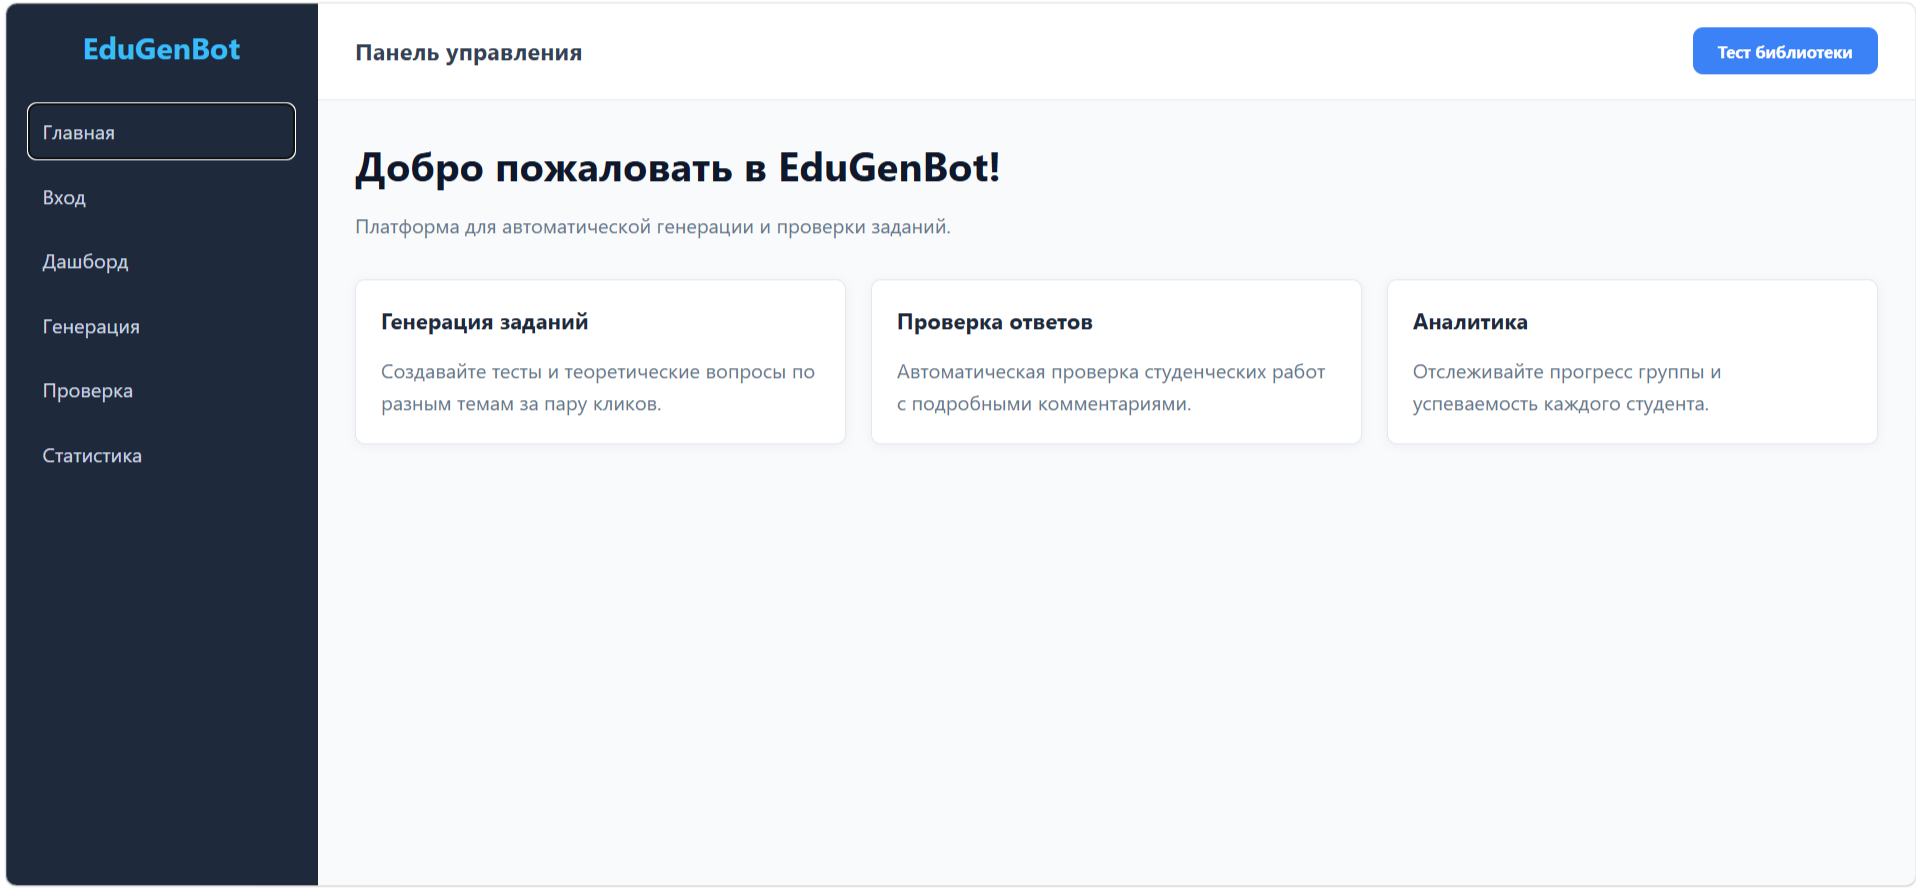 EduGenBot
Главная
Вход
Дашборд
Генерация
Проверка
Статистика
Панель управления
Тест библиотеки
Добро пожаловать в EduGenBot!
Платформа для автоматической генерации и проверки заданий.
Генерация заданий
Создавайте тесты и теоретические вопросы по
разным темам за пару кликов.
Проверка ответов
Автоматическая проверка студенческих работ
с подробными комментариями.
Аналитика
Отслеживайте прогресс группы и
успеваемость каждого студента.